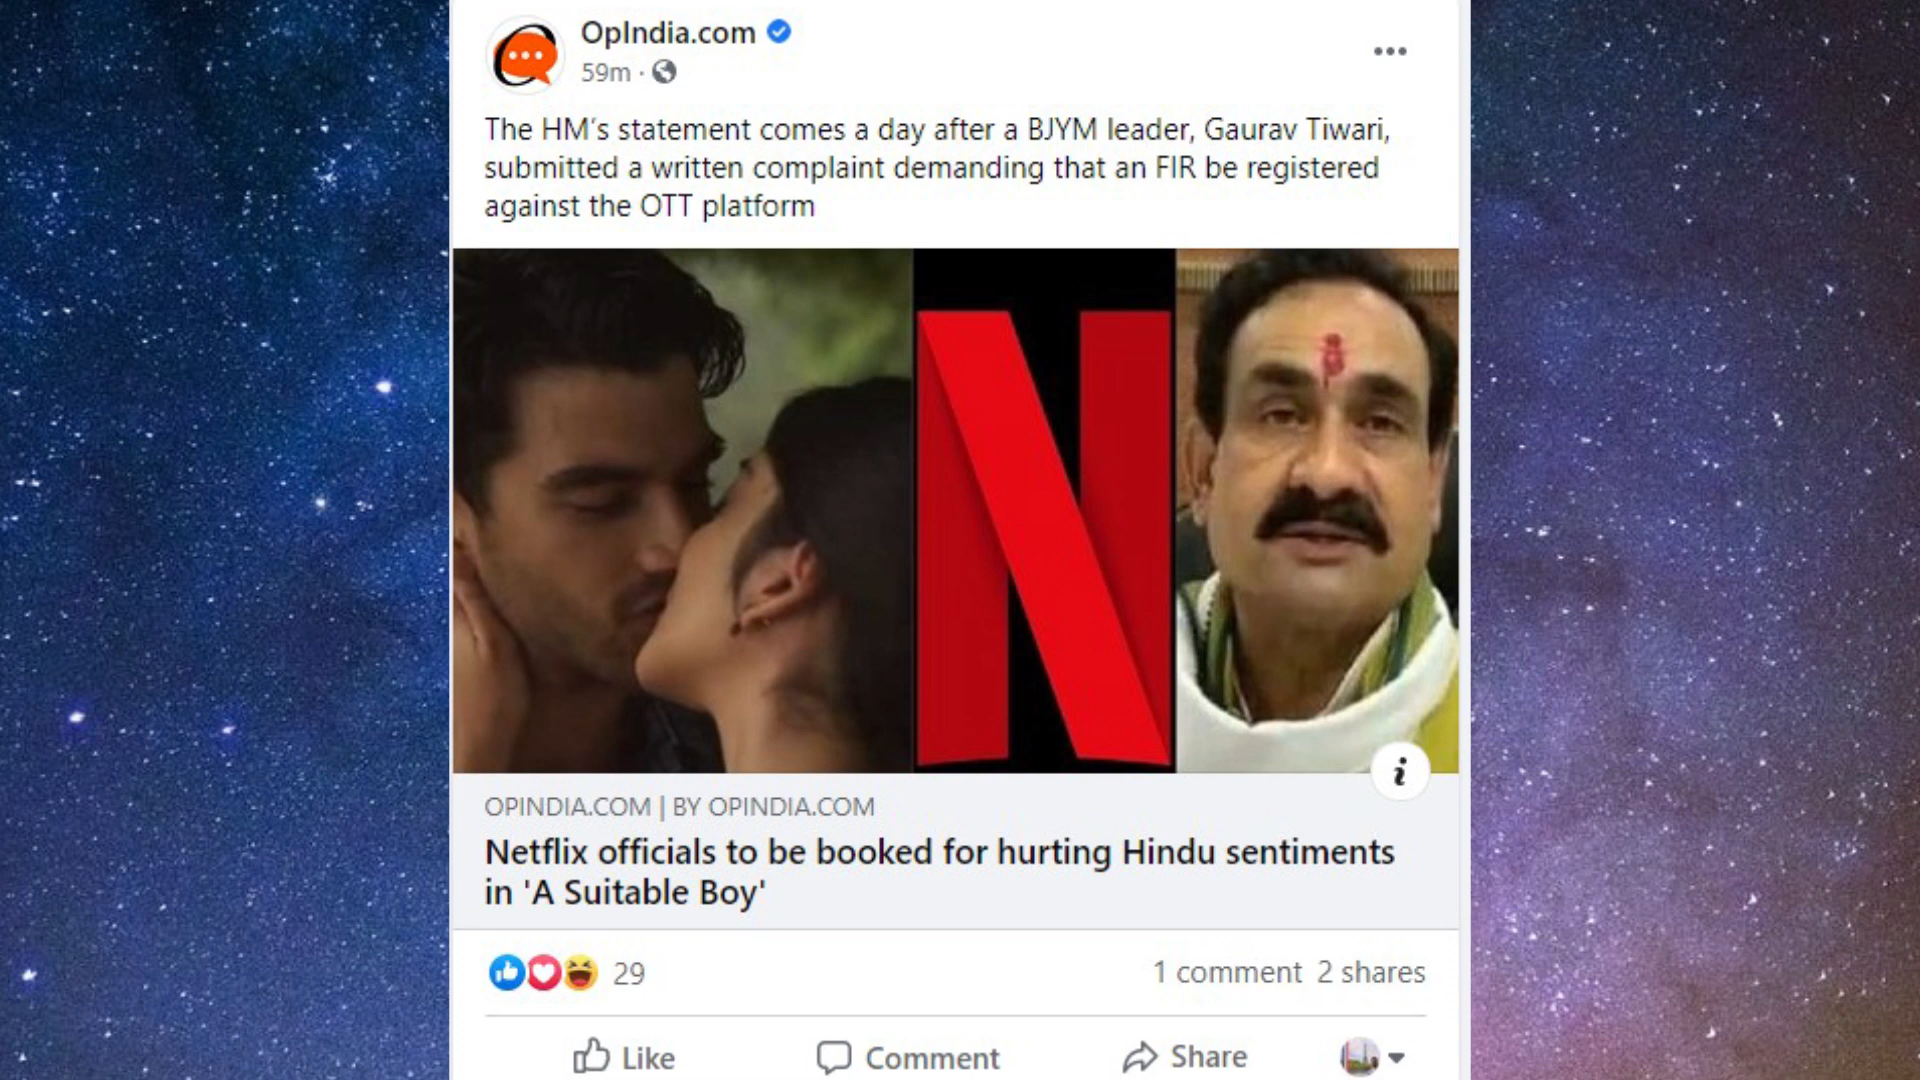 OpIndia.com
59m ·
The HM's statement comes a day after a BJYM leader, Gaurav Tiwari,
submitted a written complaint demanding that an FIR be registered
against the OTT platform
N
i
OPINDIA.COM | BY OPINDIA.COM
Netflix officials to be booked for hurting Hindu sentiments
in 'A Suitable Boy'
29
1 comment 2 shares
Like
Comment
Share